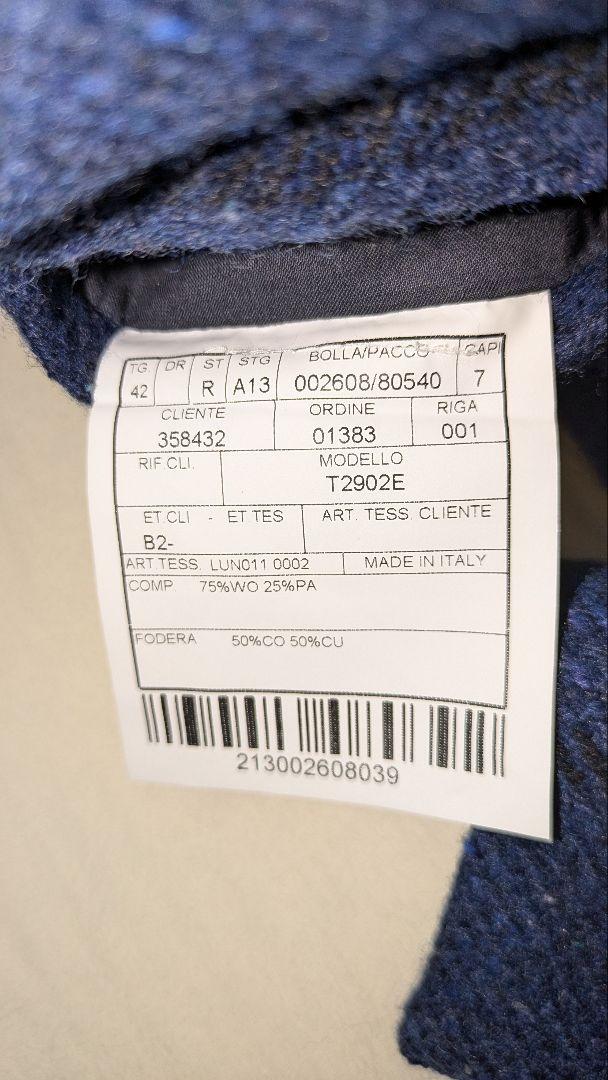 TG. DR ST STG BOLLA/PACCO CAPI
42 R A13 002608/80540 7
CLIENTE ORDINE RIGA
358432 01383 001
RIF.CLI. MODELLO
T2902E
ET.CLI - ET TES ART. TESS. CLIENTE
B2-
ART.TESS. LUN011 0002 MADE IN ITALY
COMP 75%WO 25%PA
FODERA 50%CO 50%CU
213002608039